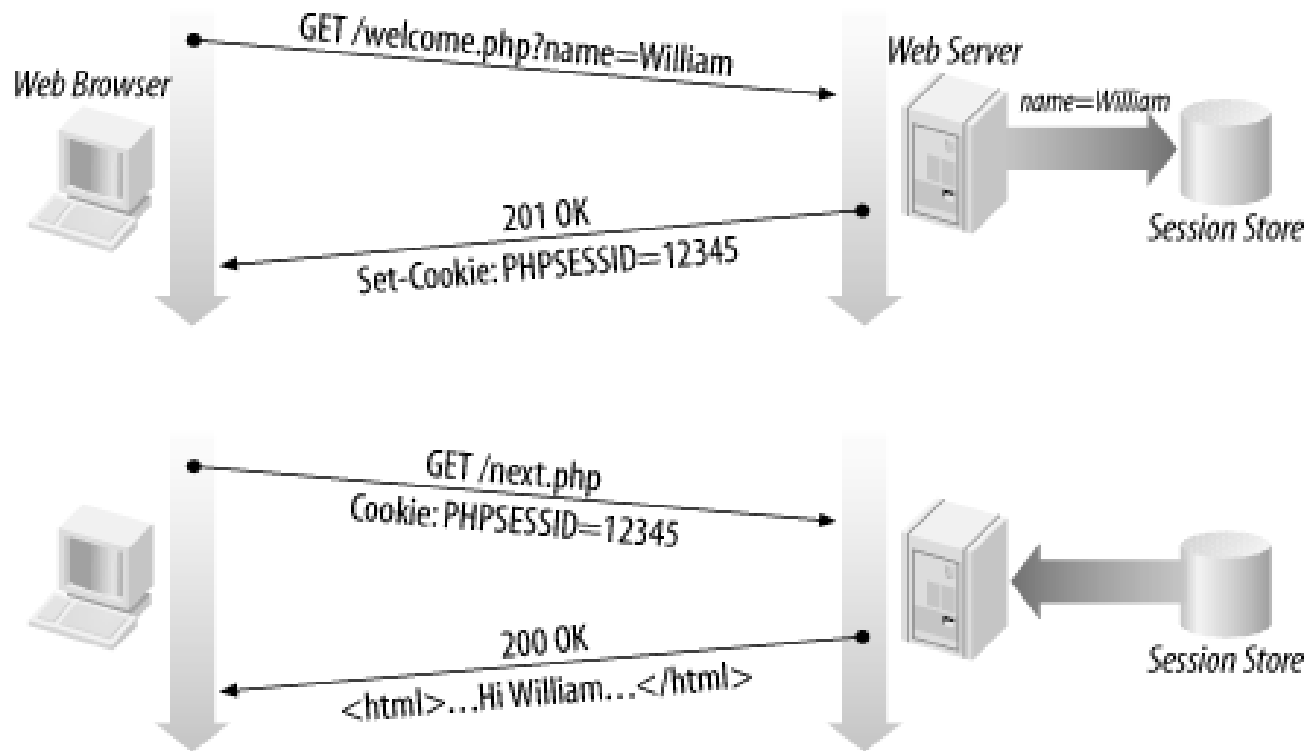 GET /welcome.php?name=William
Web Browser
Web Server
name=William
201 OK
Set-Cookie: PHPSESSID=12345
Session Store
GET /next.php
Cookie: PHPSESSID=12345
200 OK
<html>...Hi William...</html>
Session Store